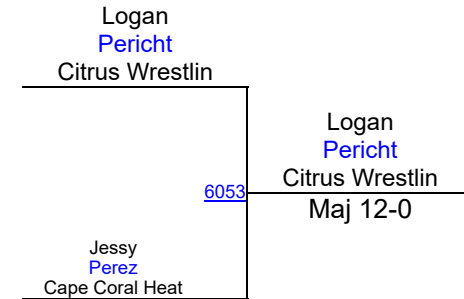 Logan
Pericht
Citrus Wrestlin
Logan
Pericht
Citrus Wrestlin
6053
Maj 12-0
Jessy
Perez
Cape Coral Heat